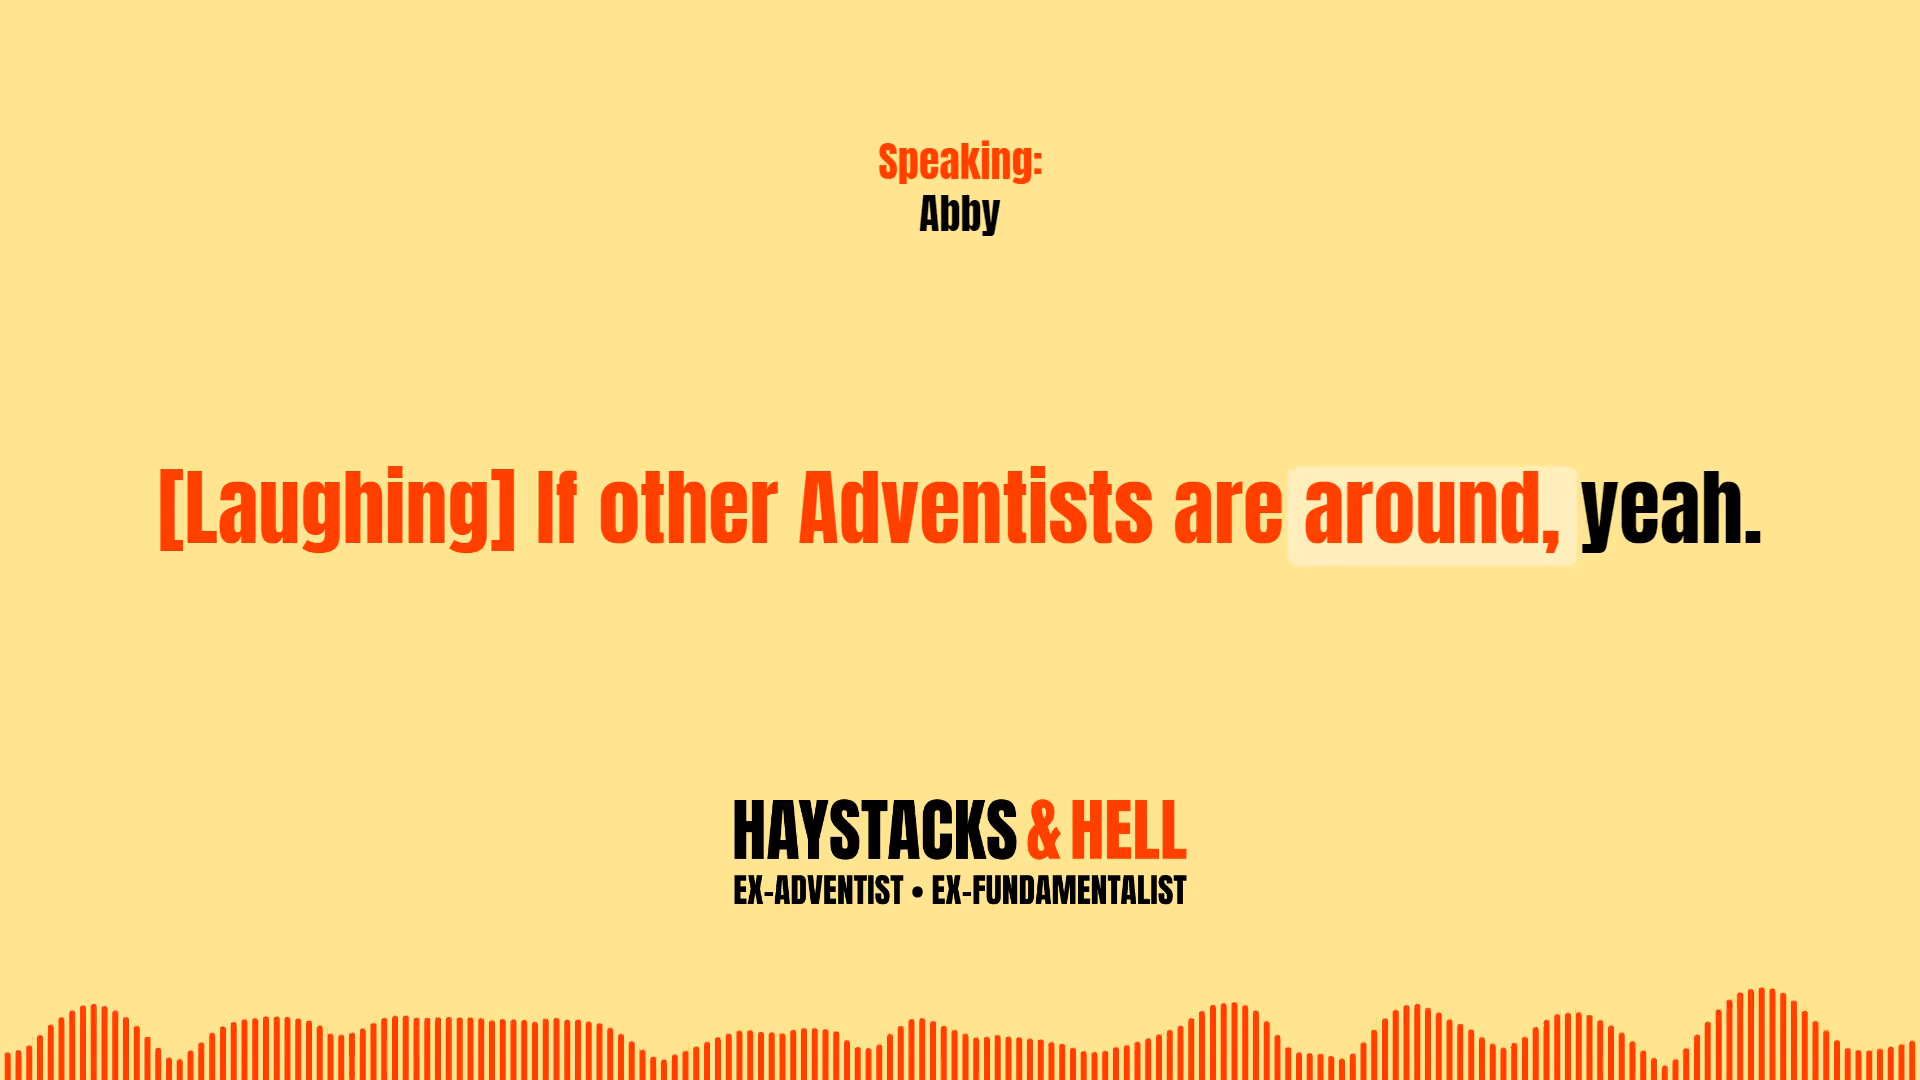 Speaking:
Abby
[Laughing] If other Adventists are around, yeah.
HAYSTACKS & HELL
EX-ADVENTIST • EX-FUNDAMENTALIST